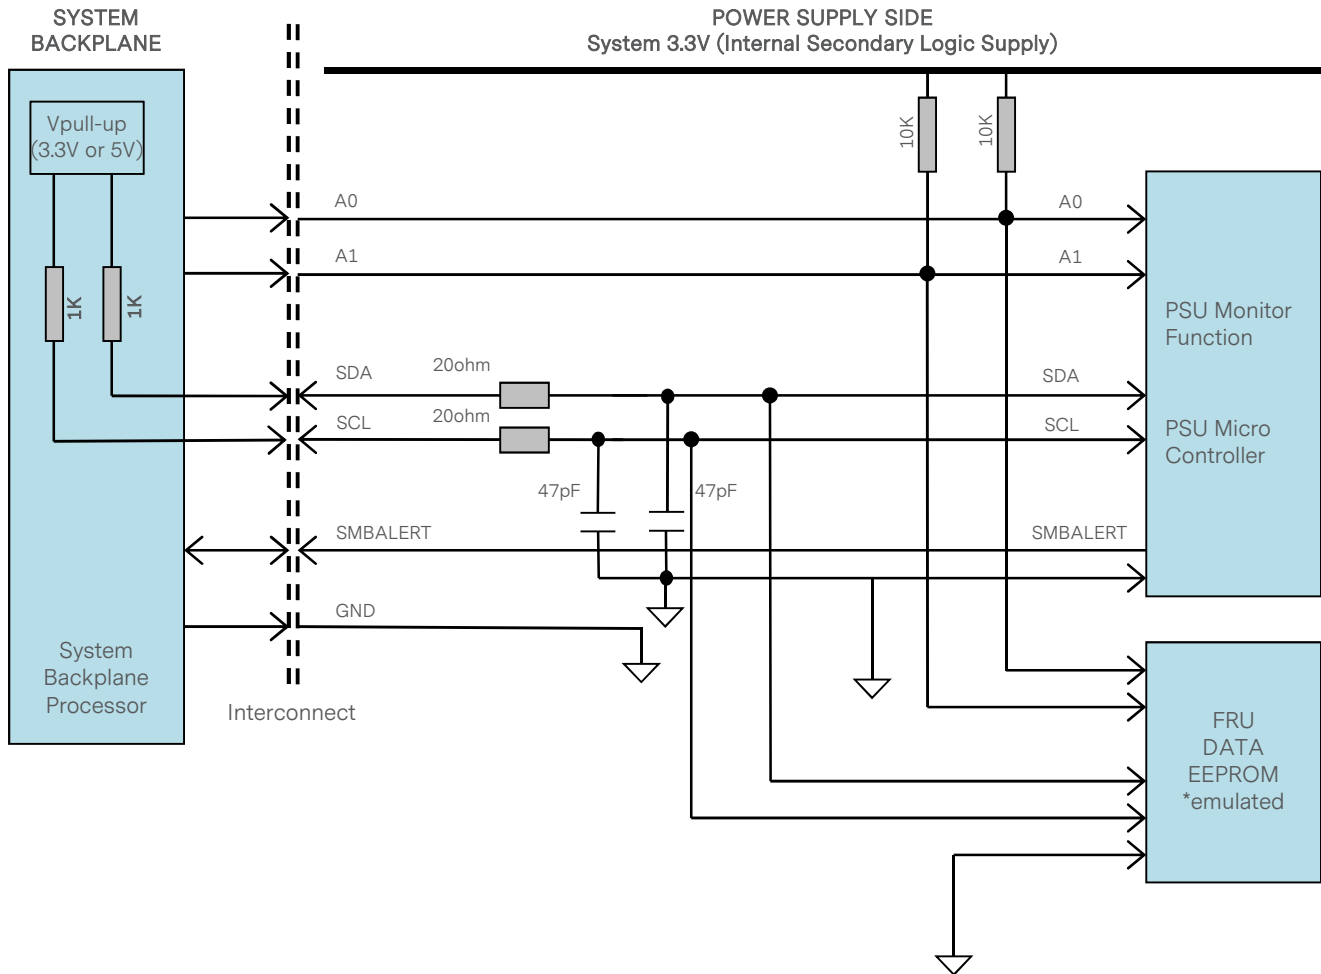 SYSTEM
BACKPLANE
POWER SUPPLY SIDE
System 3.3V (Internal Secondary Logic Supply)
Vpull-up
(3.3V or 5V)
10K
10K
A0
A0
A1
A1
1K
1K
PSU Monitor
Function
SDA
20ohm
SDA
SCL
20ohm
SCL
PSU Micro
Controller
47pF
47pF
SMBALERT
SMBALERT
GND
System
Backplane
Processor
Interconnect
FRU
DATA
EEPROM
*emulated